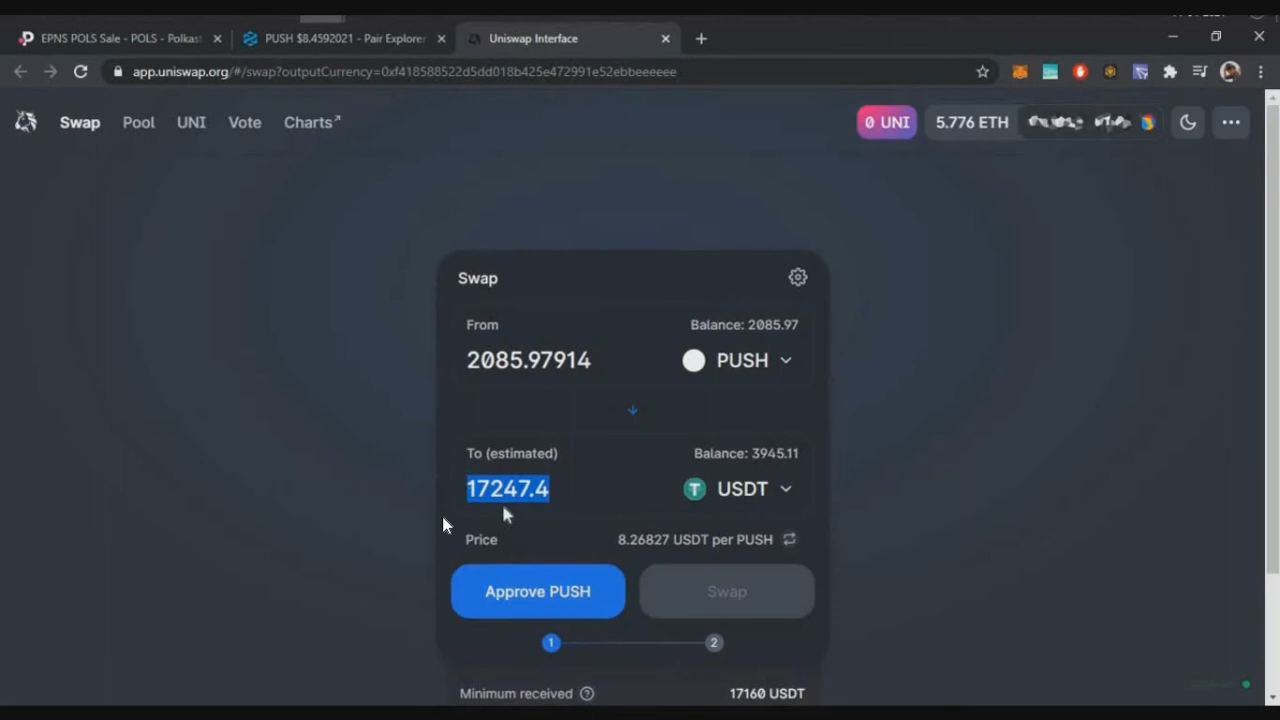 EPNS POLS Sale - POLS - Polkast
PUSH $8.4592021 - Pair Explorer
Uniswap Interface
app.uniswap.org/#/swap?outputCurrency=0xf418588522d5dd018b425e472991e52ebbeeeeee
Swap Pool UNI Vote Charts↗ 0 UNI 5.776 ETH
Swap
From Balance: 2085.97
2085.97914 PUSH
To (estimated) Balance: 3945.11
17247.4 USDT
Price 8.26827 USDT per PUSH
Approve PUSH Swap
1 2
Minimum received ? 17160 USDT